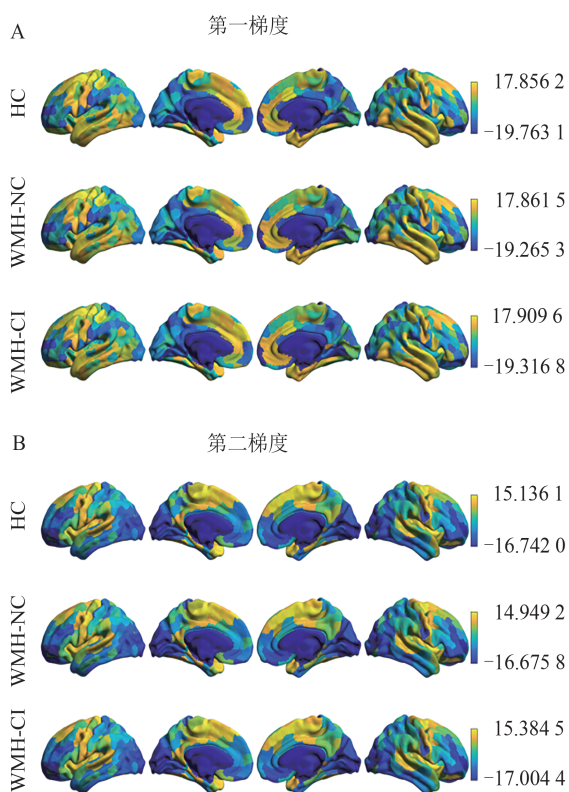 A
第一梯度
HC
17.856 2
−19.763 1
WMH-NC
17.861 5
−19.265 3
WMH-CI
17.909 6
−19.316 8
B
第二梯度
HC
15.136 1
−16.742 0
WMH-NC
14.949 2
−16.675 8
WMH-CI
15.384 5
−17.004 4